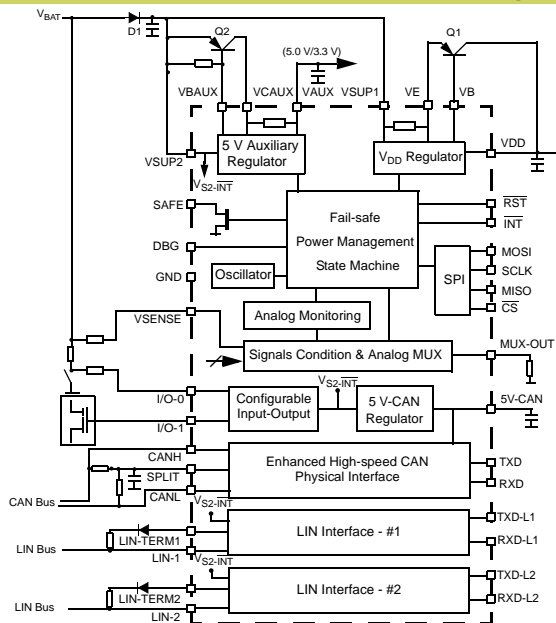 VBAT
D1
Q2
Q1
(5.0 V/3.3 V)
VBAUX
VCAUX
VAUX
VSUP1
VE
VB
5 V Auxiliary
Regulator
VDD Regulator
VDD
VSUP2
VS2-INT
SAFE
Fail-safe
Power Management
State Machine
RST
INT
DBG
GND
Oscillator
SPI
MOSI
SCLK
MISO
CS
Analog Monitoring
VSENSE
Signals Condition & Analog MUX
MUX-OUT
I/O-0
Configurable
Input-Output
VS2-INT
5 V-CAN
Regulator
5V-CAN
I/O-1
CANH
SPLIT
CANL
CAN Bus
Enhanced High-speed CAN
Physical Interface
TXD
RXD
VS2-INT
LIN-TERM1
LIN Bus
LIN-1
LIN Interface - #1
TXD-L1
RXD-L1
VS2-INT
LIN-TERM2
LIN Bus
LIN-2
LIN Interface - #2
TXD-L2
RXD-L2